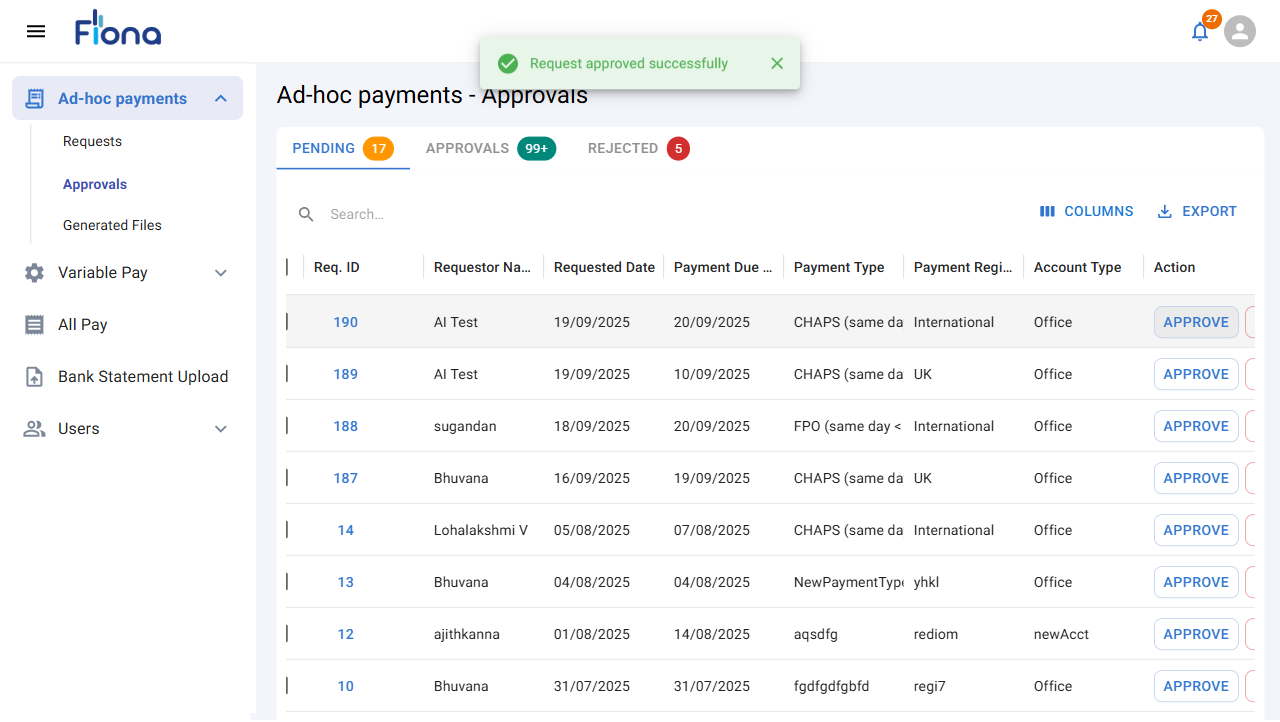 Fiona
27
Request approved successfully
Ad-hoc payments
Requests
Approvals
Generated Files
Variable Pay
All Pay
Bank Statement Upload
Users
Ad-hoc payments - Approvals
PENDING 17 APPROVALS 99+ REJECTED 5
Search...
COLUMNS EXPORT
Req. ID Requestor Na... Requested Date Payment Due ... Payment Type Payment Regi... Account Type Action
190 AI Test 19/09/2025 20/09/2025 CHAPS (same da International Office APPROVE
189 AI Test 19/09/2025 10/09/2025 CHAPS (same da UK Office APPROVE
188 sugandan 18/09/2025 20/09/2025 FPO (same day < International Office APPROVE
187 Bhuvana 16/09/2025 19/09/2025 CHAPS (same da UK Office APPROVE
14 Lohalakshmi V 05/08/2025 07/08/2025 CHAPS (same da International Office APPROVE
13 Bhuvana 04/08/2025 04/08/2025 NewPaymentType yhkl Office APPROVE
12 ajithkanna 01/08/2025 14/08/2025 aqsdfg rediom newAcct APPROVE
10 Bhuvana 31/07/2025 31/07/2025 fgdfgdfgbfd regi7 Office APPROVE